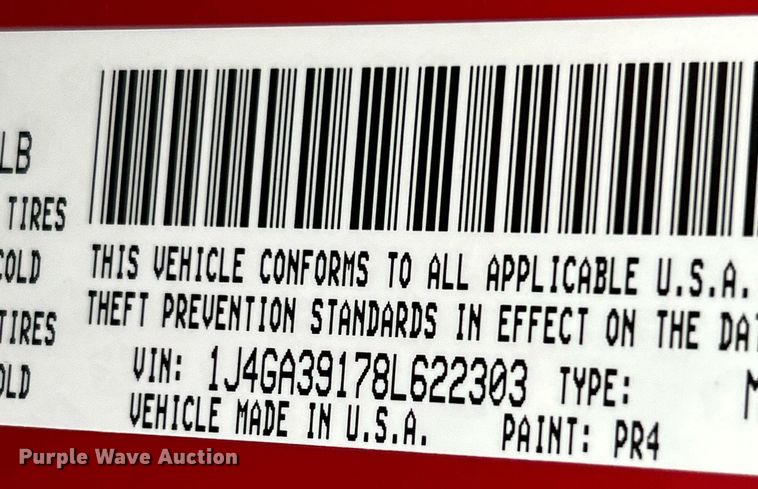 LB
TIRES
COLD
TIRES
OLD
THIS VEHICLE CONFORMS TO ALL APPLICABLE U.S.A.
THEFT PREVENTION STANDARDS IN EFFECT ON THE DAT
VIN: 1J4GA39178L622303 TYPE: M
VEHICLE MADE IN U.S.A. PAINT: PR4
Purple Wave Auction